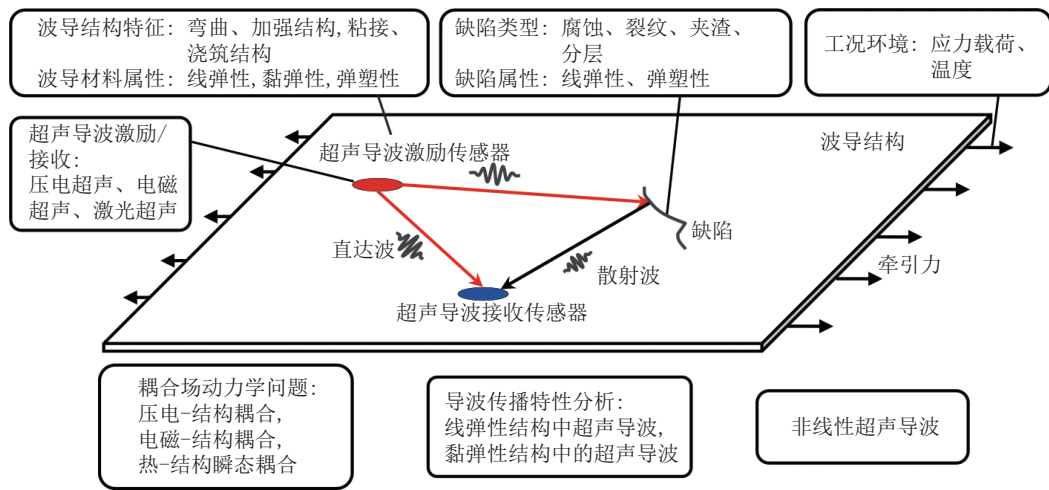 波导结构特征: 弯曲、加强结构,粘接、
浇筑结构
波导材料属性: 线弹性,黏弹性,弹塑性
缺陷类型: 腐蚀、裂纹、夹渣、
分层
缺陷属性: 线弹性、弹塑性
工况环境: 应力载荷、
温度
超声导波激励/
接收:
压电超声、电磁
超声、激光超声
超声导波激励传感器
波导结构
缺陷
直达波
散射波
牵引力
超声导波接收传感器
耦合场动力学问题:
压电-结构耦合,
电磁-结构耦合,
热-结构瞬态耦合
导波传播特性分析:
线弹性结构中超声导波,
黏弹性结构中的超声导波
非线性超声导波